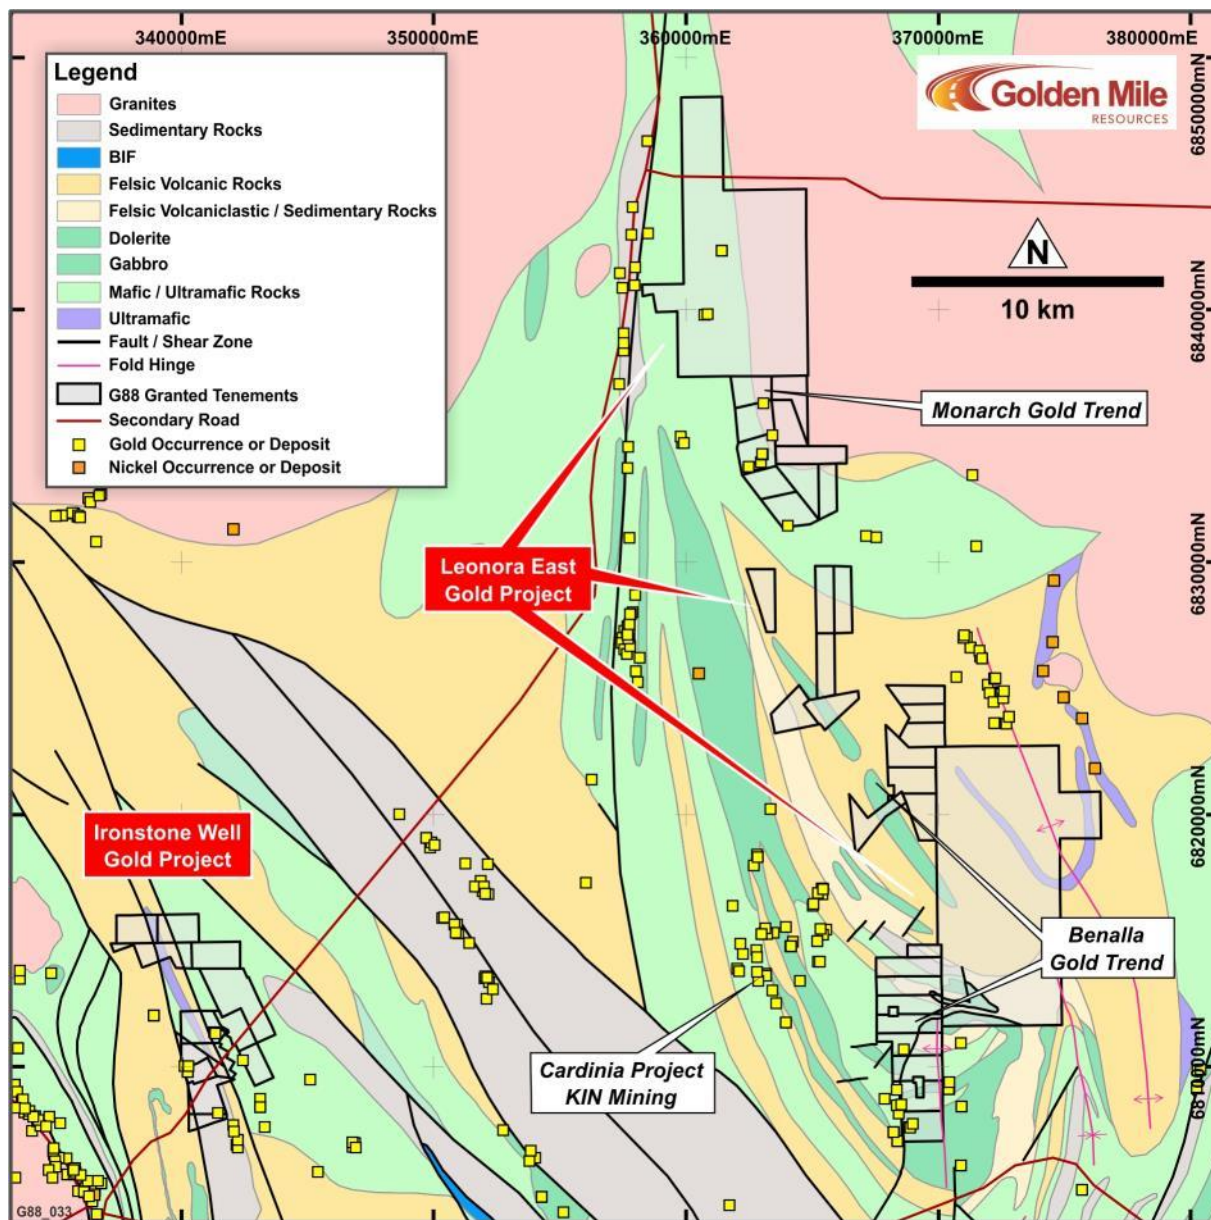 340000mE
350000mE
360000mE
370000mE
380000mE
Legend
Granites
Sedimentary Rocks
BIF
Felsic Volcanic Rocks
Felsic Volcaniclastic / Sedimentary Rocks
Dolerite
Gabbro
Mafic / Ultramafic Rocks
Ultramafic
Fault / Shear Zone
Fold Hinge
G88 Granted Tenements
Secondary Road
Gold Occurrence or Deposit
Nickel Occurrence or Deposit
Golden Mile
RESOURCES
6850000mN
N
10 km
6840000mN
Monarch Gold Trend
Leonora East
Gold Project
6830000mN
Ironstone Well
Gold Project
6820000mN
Benalla
Gold Trend
Cardinia Project
KIN Mining
6810000mN
G88_033